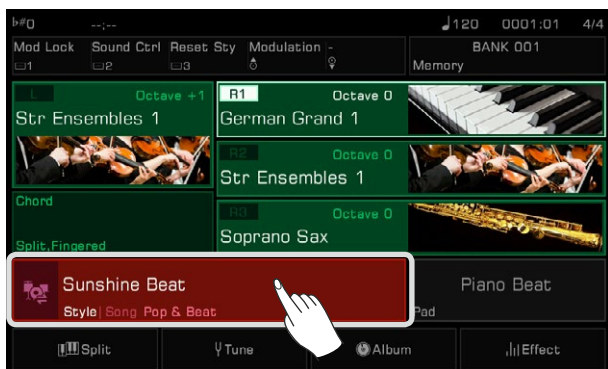 b#0 --;-- ♩120 0001:01 4/4
Mod Lock Sound Ctrl Reset Sty Modulation - BANK 001
1 2 3 Memory
L Octave +1 R1 Octave 0
Str Ensembles 1 German Grand 1
R2 Octave 0
Str Ensembles 1
Chord R3 Octave 0
Split,Fingered Soprano Sax
Sunshine Beat Piano Beat
Style| Song Pop & Beat Pad
Split Tune Album Effect